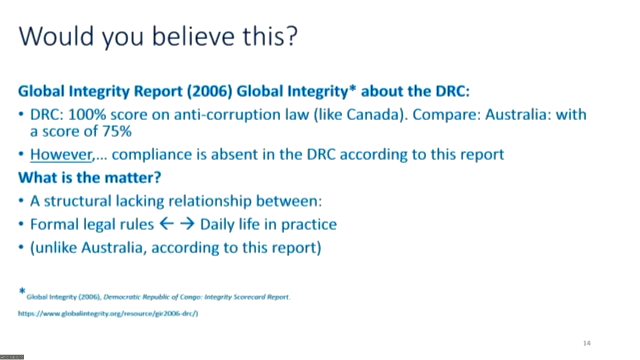 Would you believe this?
Global Integrity Report (2006) Global Integrity* about the DRC:
• DRC: 100% score on anti-corruption law (like Canada). Compare: Australia: with
a score of 75%
• However,... compliance is absent in the DRC according to this report
What is the matter?
• A structural lacking relationship between:
• Formal legal rules ← → Daily life in practice
• (unlike Australia, according to this report)
* Global Integrity (2006), Democratic Republic of Congo: Integrity Scorecard Report.
https://www.globalintegrity.org/resource/gir2006-drc/)
14